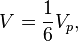 V = \frac{1}{6} V_p,